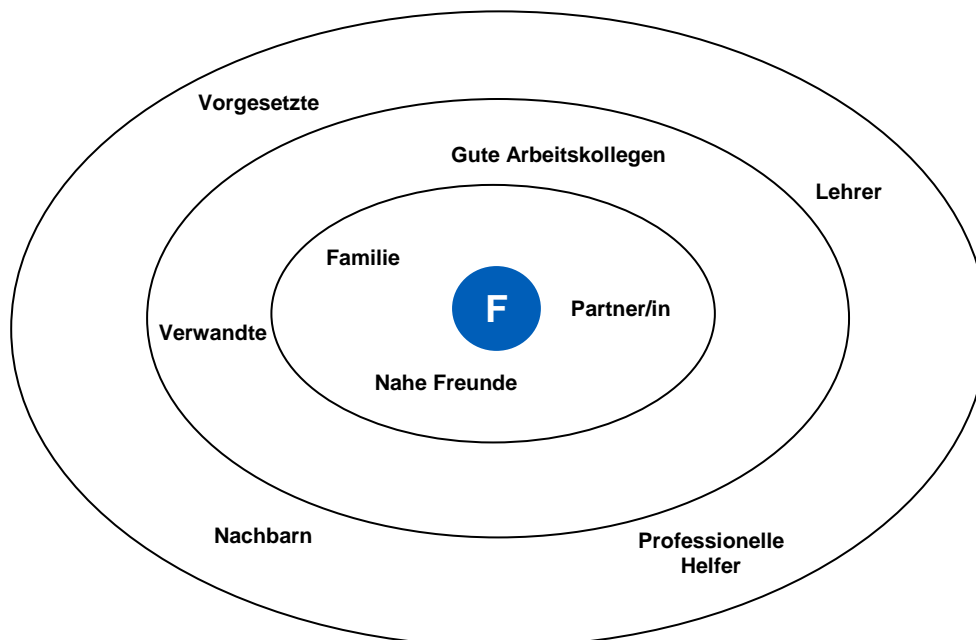 Vorgesetzte
Gute Arbeitskollegen
Lehrer
Familie
F
Partner/in
Verwandte
Nahe Freunde
Nachbarn
Professionelle
Helfer